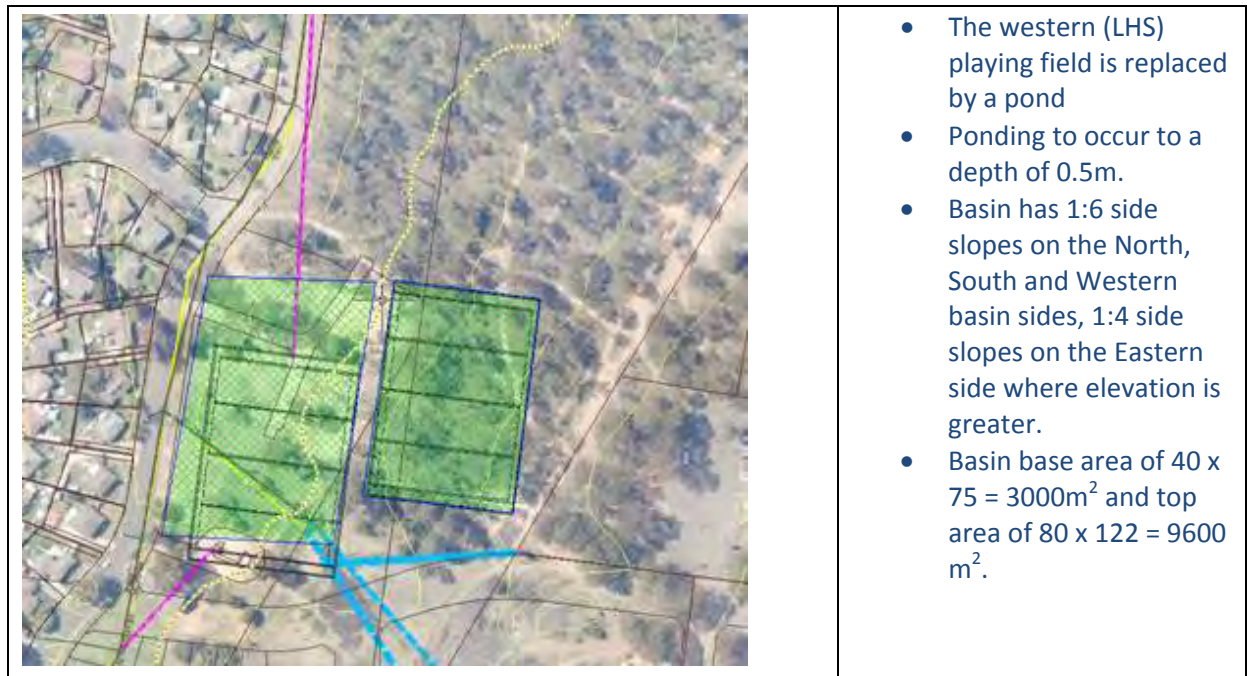 • The western (LHS)
playing field is replaced
by a pond
• Ponding to occur to a
depth of 0.5m.
• Basin has 1:6 side
slopes on the North,
South and Western
basin sides, 1:4 side
slopes on the Eastern
side where elevation is
greater.
• Basin base area of 40 x
75 = 3000m² and top
area of 80 x 122 = 9600
m².